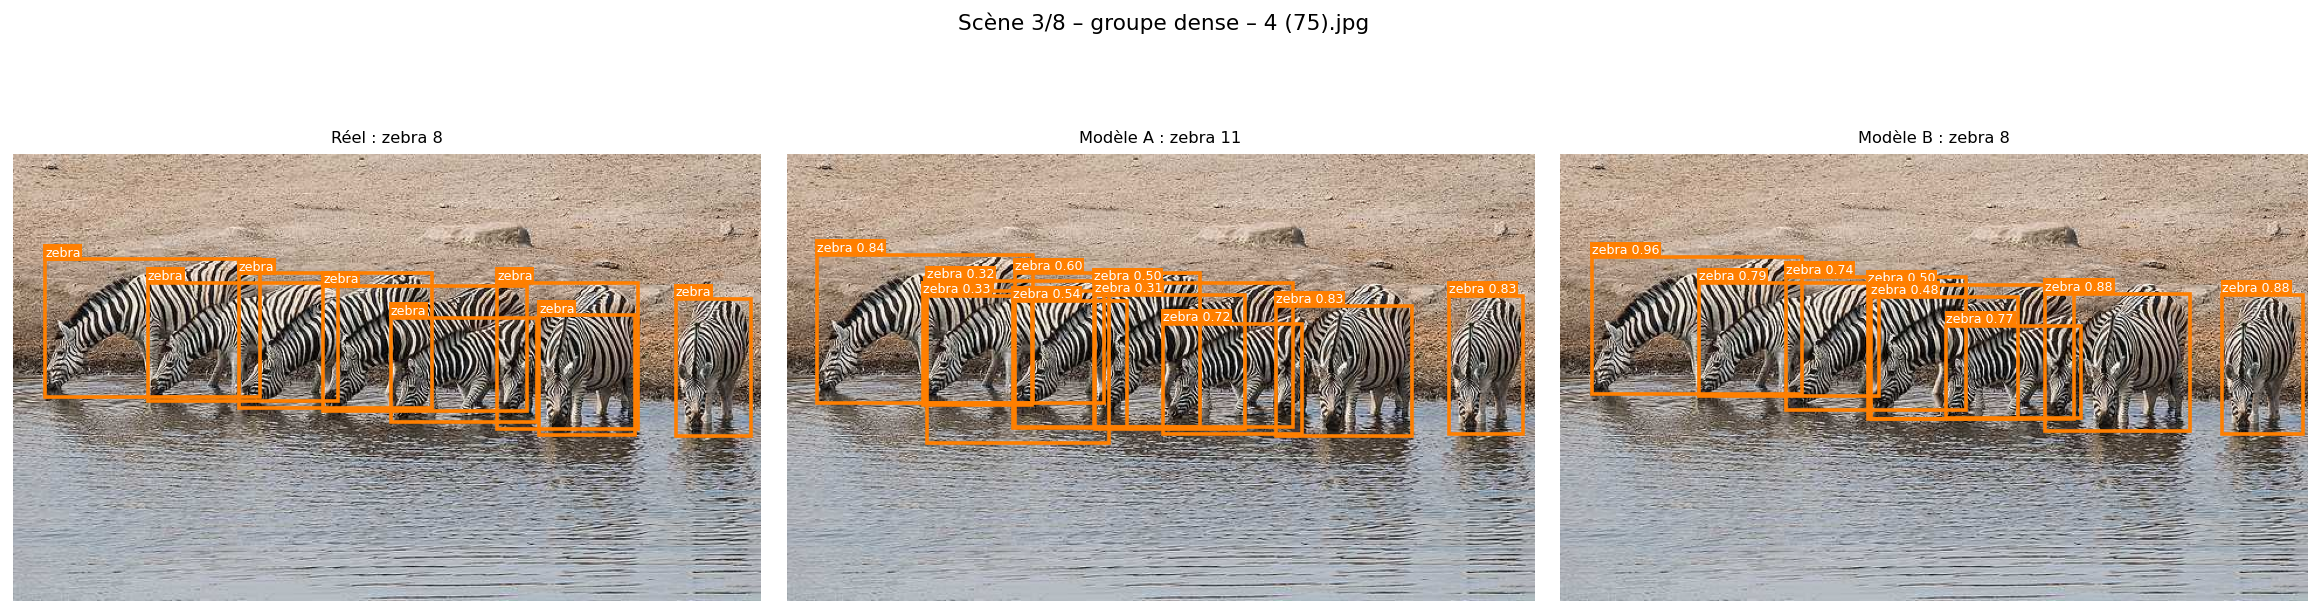 Scène 3/8 – groupe dense – 4 (75).jpg
Réel : zebra 8
zebra
zebra
zebra
zebra
zebra
zebra
zebra
zebra
Modèle A : zebra 11
zebra 0.84
zebra 0.32
zebra 0.33
zebra 0.60
zebra 0.54
zebra 0.50
zebra 0.31
zebra 0.72
zebra 0.83
zebra 0.83
Modèle B : zebra 8
zebra 0.96
zebra 0.79
zebra 0.74
zebra 0.50
zebra 0.48
zebra 0.77
zebra 0.88
zebra 0.88